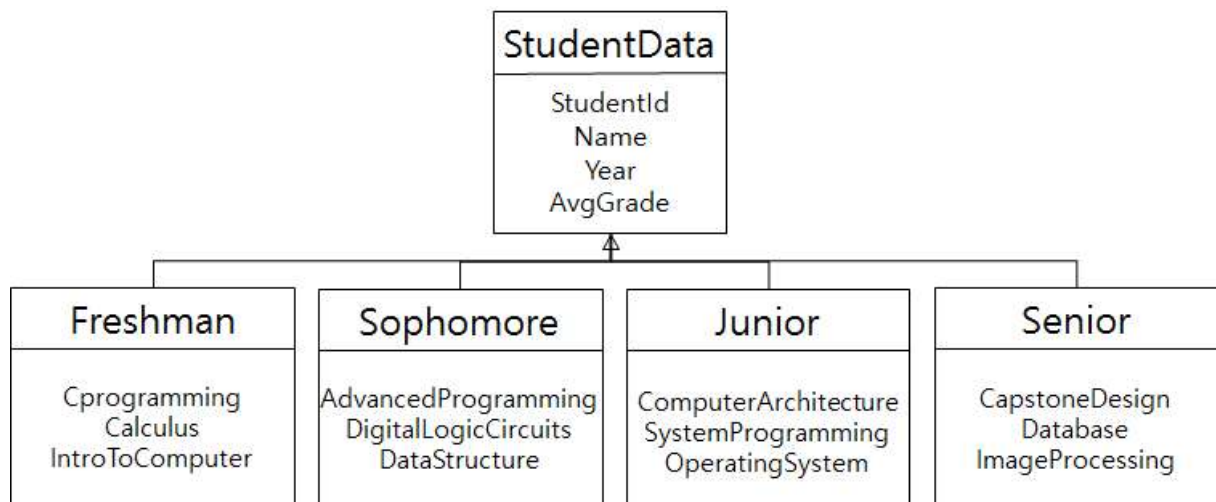 StudentData
StudentId
Name
Year
AvgGrade
Freshman
Cprogramming
Calculus
IntroToComputer
Sophomore
AdvancedProgramming
DigitalLogicCircuits
DataStructure
Junior
ComputerArchitecture
SystemProgramming
OperatingSystem
Senior
CapstoneDesign
Database
ImageProcessing